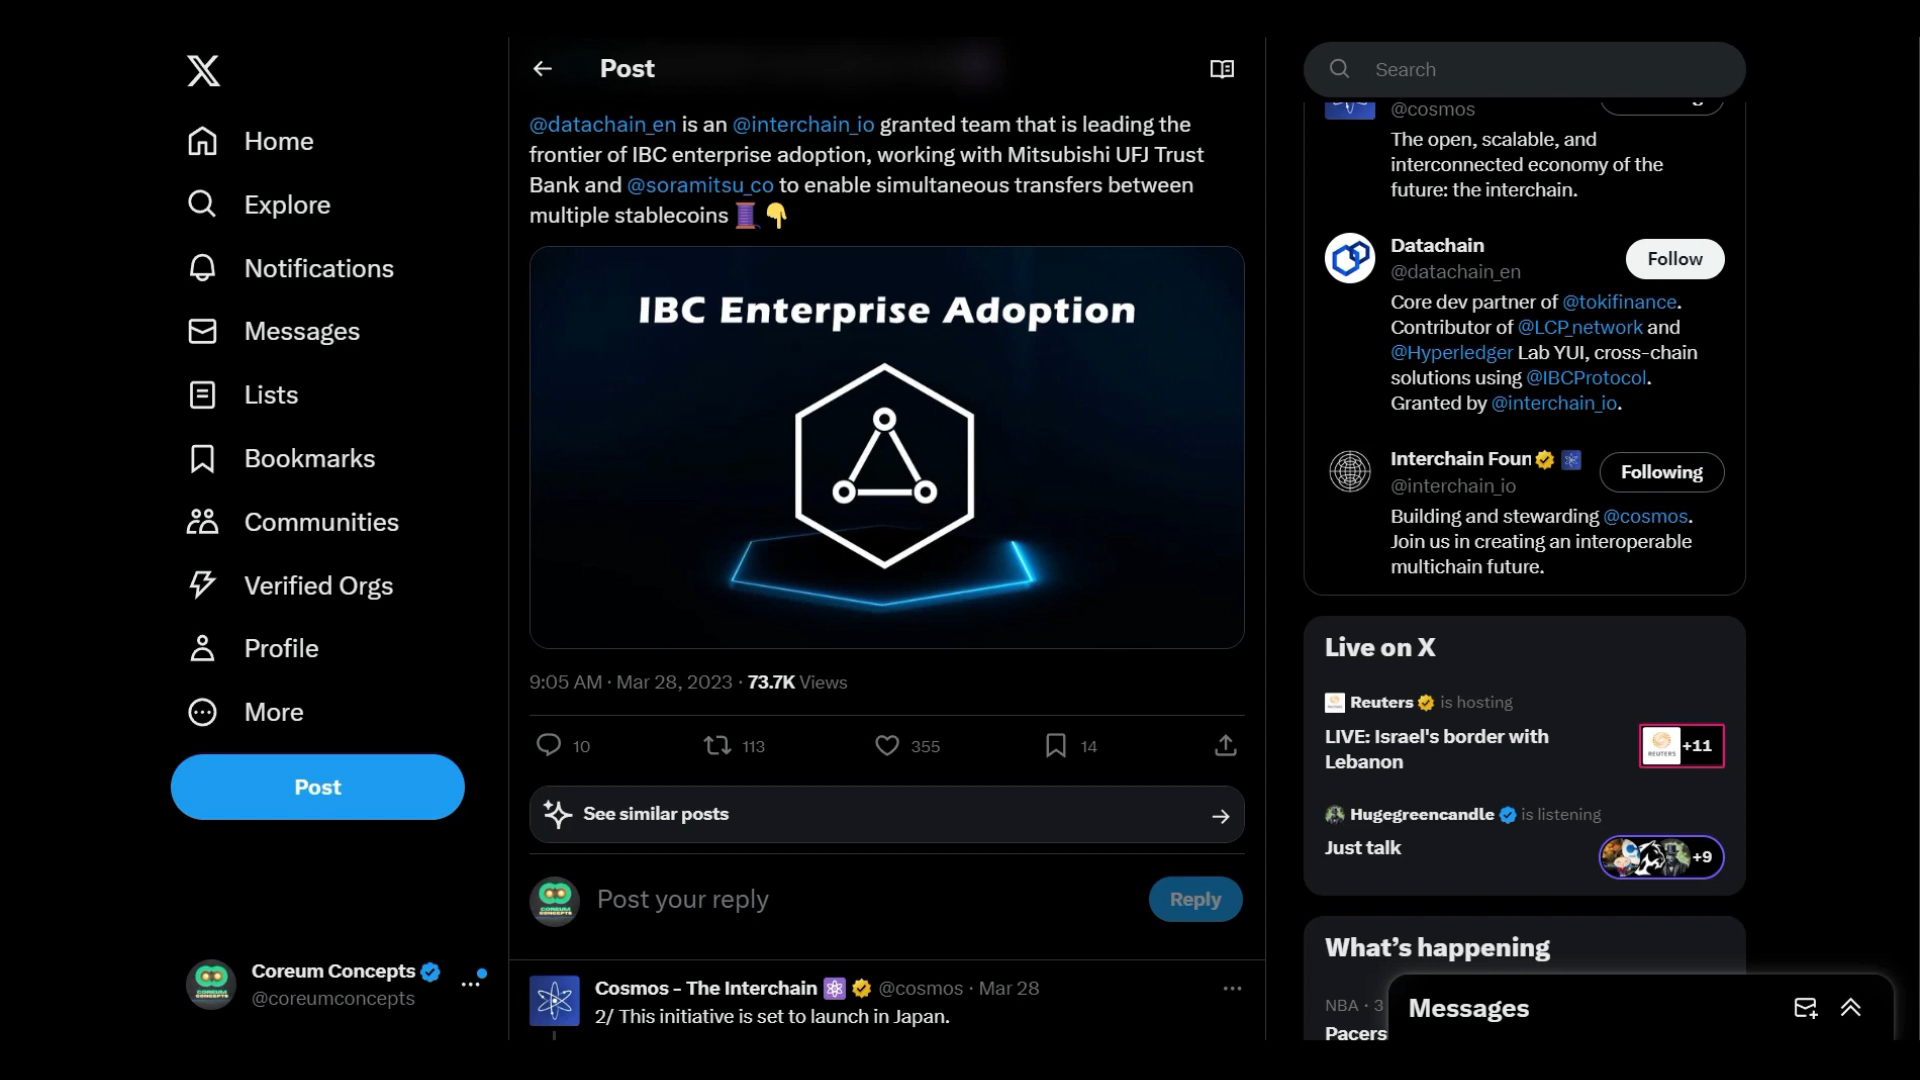 Home
Explore
Notifications
Messages
Lists
Bookmarks
Communities
Verified Orgs
Profile
More
Post
Coreum Concepts
@coreumconcepts
Post
@datachain_en is an @interchain_io granted team that is leading the
frontier of IBC enterprise adoption, working with Mitsubishi UFJ Trust
Bank and @soramitsu_co to enable simultaneous transfers between
multiple stablecoins 🧵👇
IBC Enterprise Adoption
9:05 AM · Mar 28, 2023 · 73.7K Views
10 113 355 14
See similar posts
Post your reply
Reply
Cosmos - The Interchain ⚛️ @cosmos · Mar 28
2/ This initiative is set to launch in Japan.
Search
@cosmos
The open, scalable, and
interconnected economy of the
future: the interchain.
Datachain
@datachain_en
Follow
Core dev partner of @tokifinance.
Contributor of @LCP_network and
@Hyperledger Lab YUI, cross-chain
solutions using @IBCProtocol.
Granted by @interchain_io.
Interchain Foun
@interchain_io
Following
Building and stewarding @cosmos.
Join us in creating an interoperable
multichain future.
Live on X
Reuters is hosting
LIVE: Israel's border with
Lebanon
REUTERS
+11
Hugegreencandle is listening
Just talk
+9
What's happening
NBA · 3
Pacers
Messages